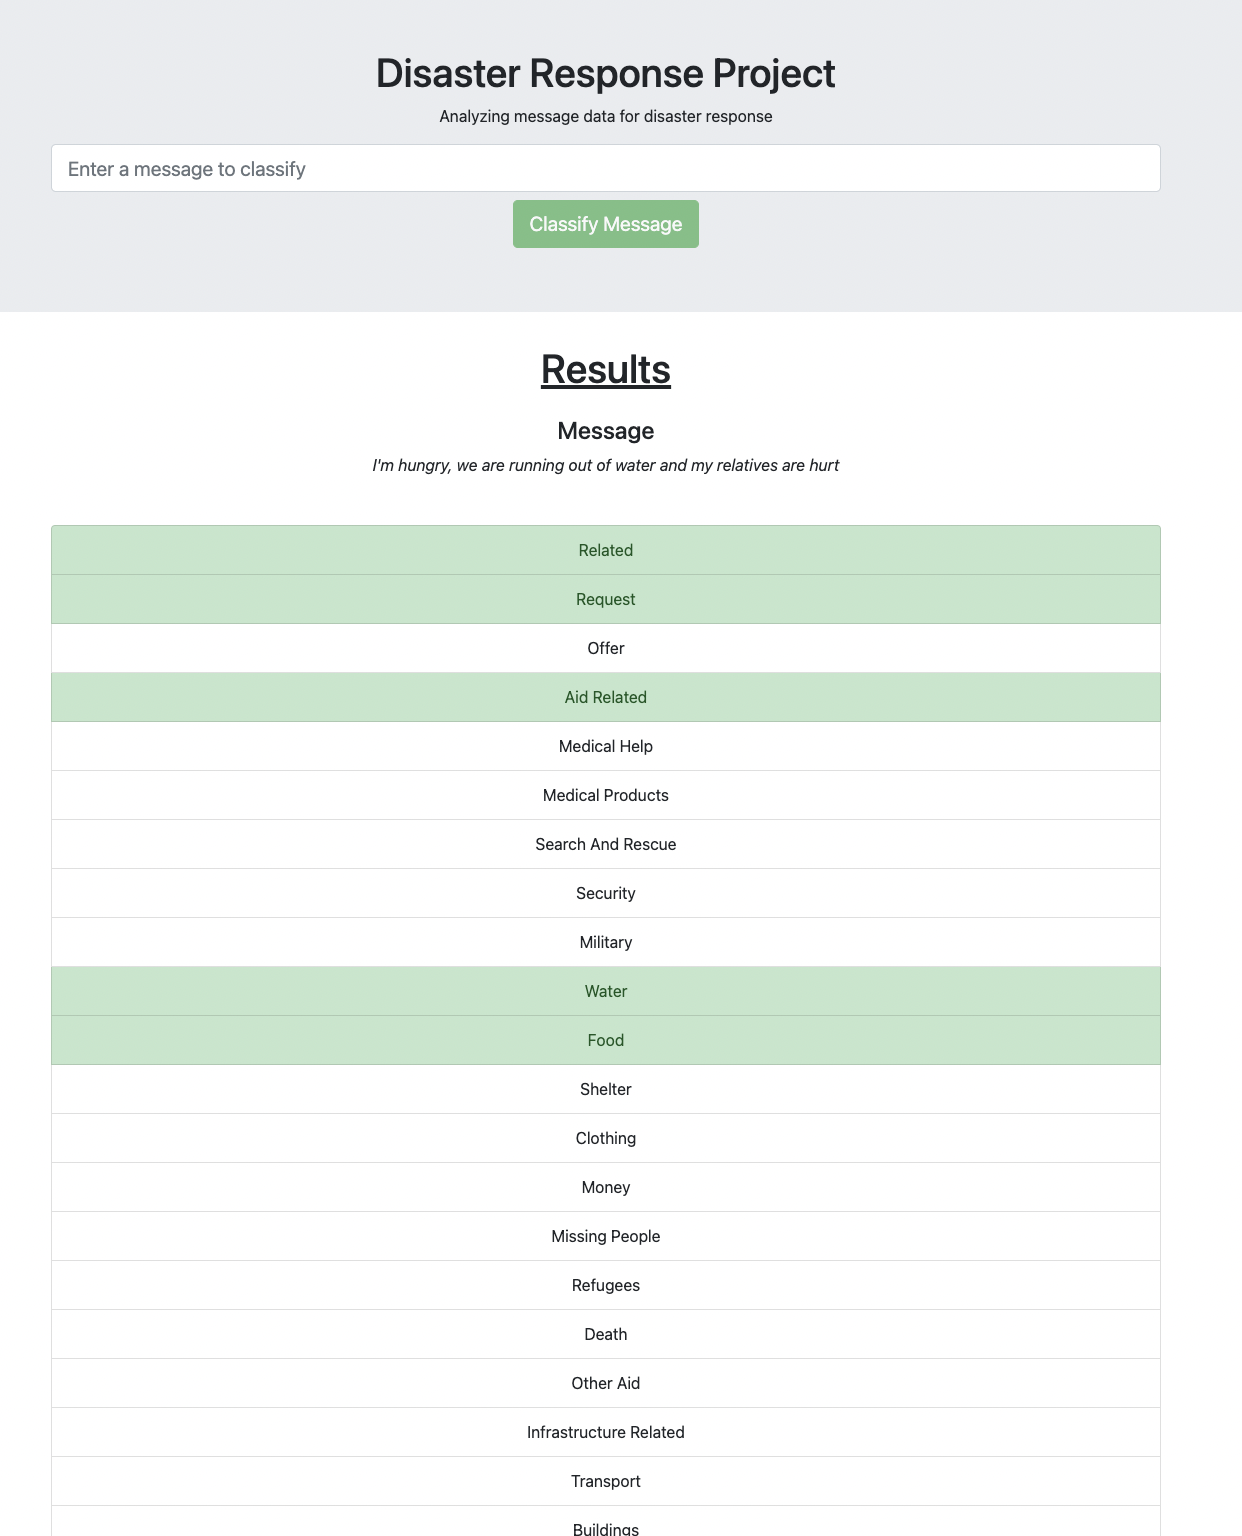 Disaster Response Project
Analyzing message data for disaster response
Enter a message to classify
Classify Message
Results
Message
I'm hungry, we are running out of water and my relatives are hurt
Related
Request
Offer
Aid Related
Medical Help
Medical Products
Search And Rescue
Security
Military
Water
Food
Shelter
Clothing
Money
Missing People
Refugees
Death
Other Aid
Infrastructure Related
Transport
Buildings